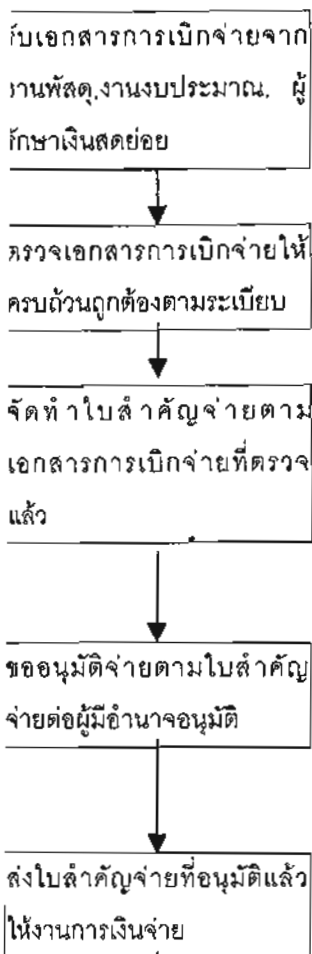 รับเอกสารการเบิกจ่ายจาก
งานพัสดุ,งานงบประมาณ, ผู้
รักษาเงินสดย่อย
ตรวจเอกสารการเบิกจ่ายให้
ครบถ้วนถูกต้องตามระเบียบ
จัดทำใบสำคัญจ่ายตาม
เอกสารการเบิกจ่ายที่ตรวจ
แล้ว
ขออนุมัติจ่ายตามใบสำคัญ
จ่ายต่อผู้มีอำนาจอนุมัติ
ส่งใบสำคัญจ่ายที่อนุมัติแล้ว
ให้งานการเงินจ่าย